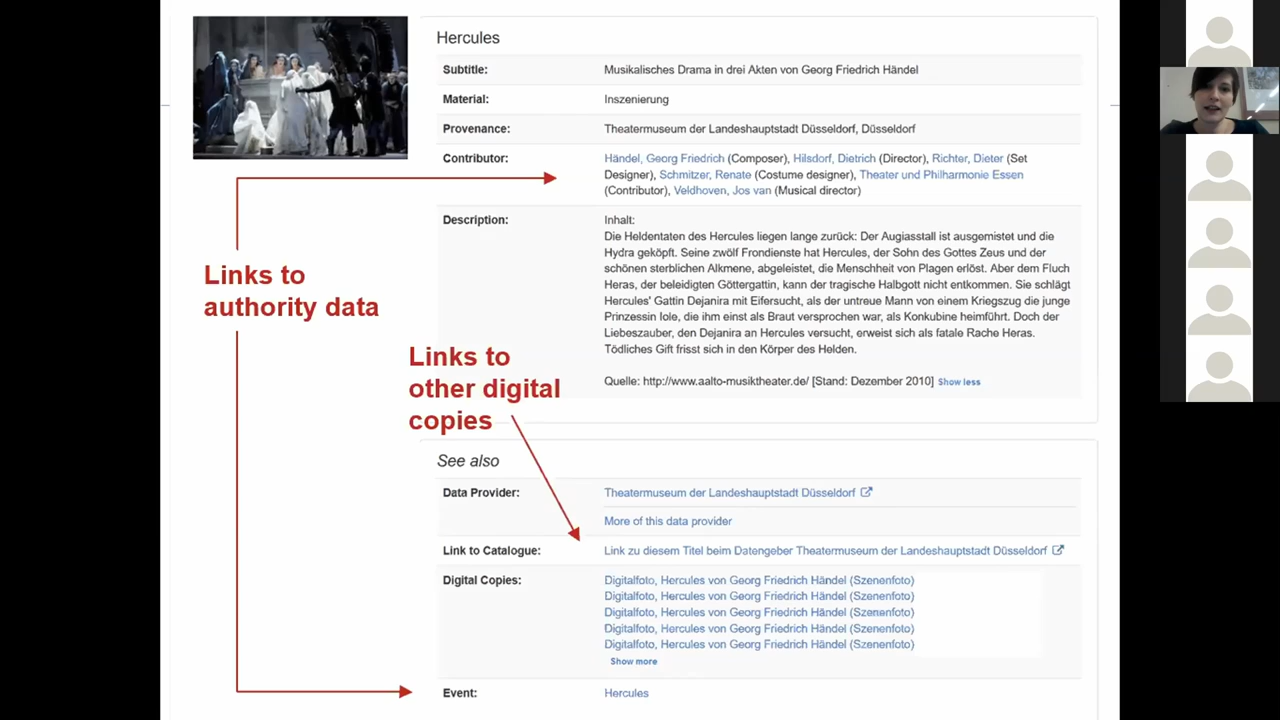 Hercules
Subtitle: Musikalisches Drama in drei Akten von Georg Friedrich Händel
Material: Inszenierung
Provenance: Theatermuseum der Landeshauptstadt Düsseldorf, Düsseldorf
Contributor: Händel, Georg Friedrich (Composer), Hilsdorf, Dietrich (Director), Richter, Dieter (Set
Designer), Schmitzer, Renate (Costume designer), Theater und Philharmonie Essen
(Contributor), Veldhoven, Jos van (Musical director)
Description: Inhalt:
Die Heldentaten des Hercules liegen lange zurück: Der Augiasstall ist ausgemistet und die
Hydra geköpft. Seine zwölf Frondienste hat Hercules, der Sohn des Gottes Zeus und der
schönen sterblichen Alkmene, abgeleistet, die Menschheit von Plagen erlöst. Aber dem Fluch
Heras, der beleidigten Göttergattin, kann der tragische Halbgott nicht entkommen. Sie schlägt
Hercules' Gattin Dejanira mit Eifersucht, als der untreue Mann von einem Kriegszug die junge
Prinzessin Iole, die ihm einst als Braut versprochen war, als Konkubine heimführt. Doch der
Liebeszauber, den Dejanira an Hercules versucht, erweist sich als fatale Rache Heras.
Tödliches Gift frisst sich in den Körper des Helden.
Quelle: http://www.aalto-musiktheater.de/ [Stand: Dezember 2010] Show less
Links to
authority data
Links to
other digital
copies
See also
Data Provider: Theatermuseum der Landeshauptstadt Düsseldorf
More of this data provider
Link to Catalogue: Link zu diesem Titel beim Datengeber Theatermuseum der Landeshauptstadt Düsseldorf
Digital Copies: Digitalfoto, Hercules von Georg Friedrich Händel (Szenenfoto)
Digitalfoto, Hercules von Georg Friedrich Händel (Szenenfoto)
Digitalfoto, Hercules von Georg Friedrich Händel (Szenenfoto)
Digitalfoto, Hercules von Georg Friedrich Händel (Szenenfoto)
Digitalfoto, Hercules von Georg Friedrich Händel (Szenenfoto)
Show more
Event: Hercules